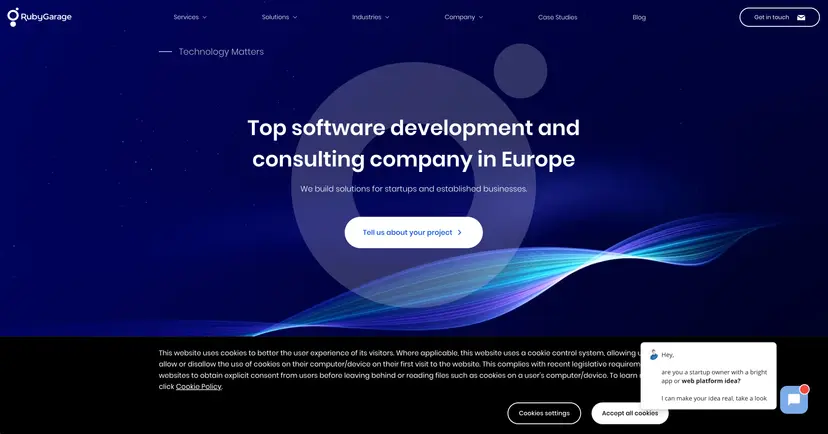 RubyGarage
Services
Solutions
Industries
Company
Case Studies
Blog
Get in touch
Technology Matters
Top software development and
consulting company in Europe
We build solutions for startups and established businesses.
Tell us about your project
This website uses cookies to better the user experience of its visitors. Where applicable, this website uses a cookie control system, allowing
allow or disallow the use of cookies on their computer/device on their first visit to the website. This complies with recent legislative
websites to obtain explicit consent from users before leaving behind or reading files such as cookies on a user's computer/device. To learn
click Cookie Policy.
Cookies settings
Accept all cookies
Hey,
are you a startup owner with a bright
app or web platform idea?
I can make your idea real, take a look